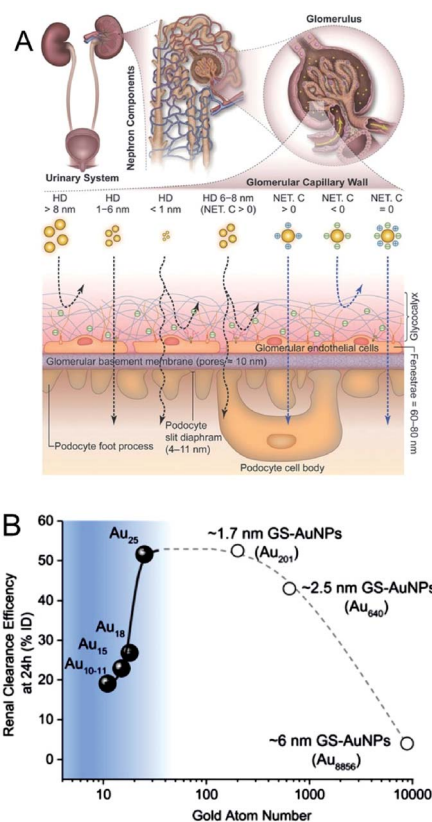 A
Glomerulus
Nephron Components
Urinary System
Glomerular Capillary Wall
HD
> 8 nm
HD
1–6 nm
HD
< 1 nm
HD 6–8 nm
(NET. C > 0)
NET. C
> 0
NET. C
< 0
NET. C
= 0
Glycocalyx
Glomerular endothelial cells
Glomerular basement membrane (pores ≈ 10 nm)
Fenestrae = 60–80 nm
Podocyte foot process
Podocyte
slit diaphram
(4–11 nm)
Podocyte cell body
B
Renal Clearance Efficency
at 24h (% ID)
60
50
40
30
20
10
0
Au25
Au18
Au15
Au10-11
~1.7 nm GS-AuNPs
(Au201)
~2.5 nm GS-AuNPs
(Au640)
~6 nm GS-AuNPs
(Au8856)
10
100
1000
10000
Gold Atom Number